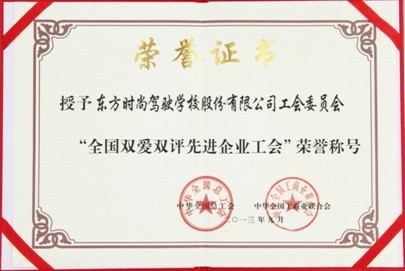 荣誉证书
授予东方时尚驾驶学校股份有限公司工会委员会
“全国双爱双评先进企业工会”荣誉称号
中华全国总工会 中华全国工商业联合会
二〇一三年九月